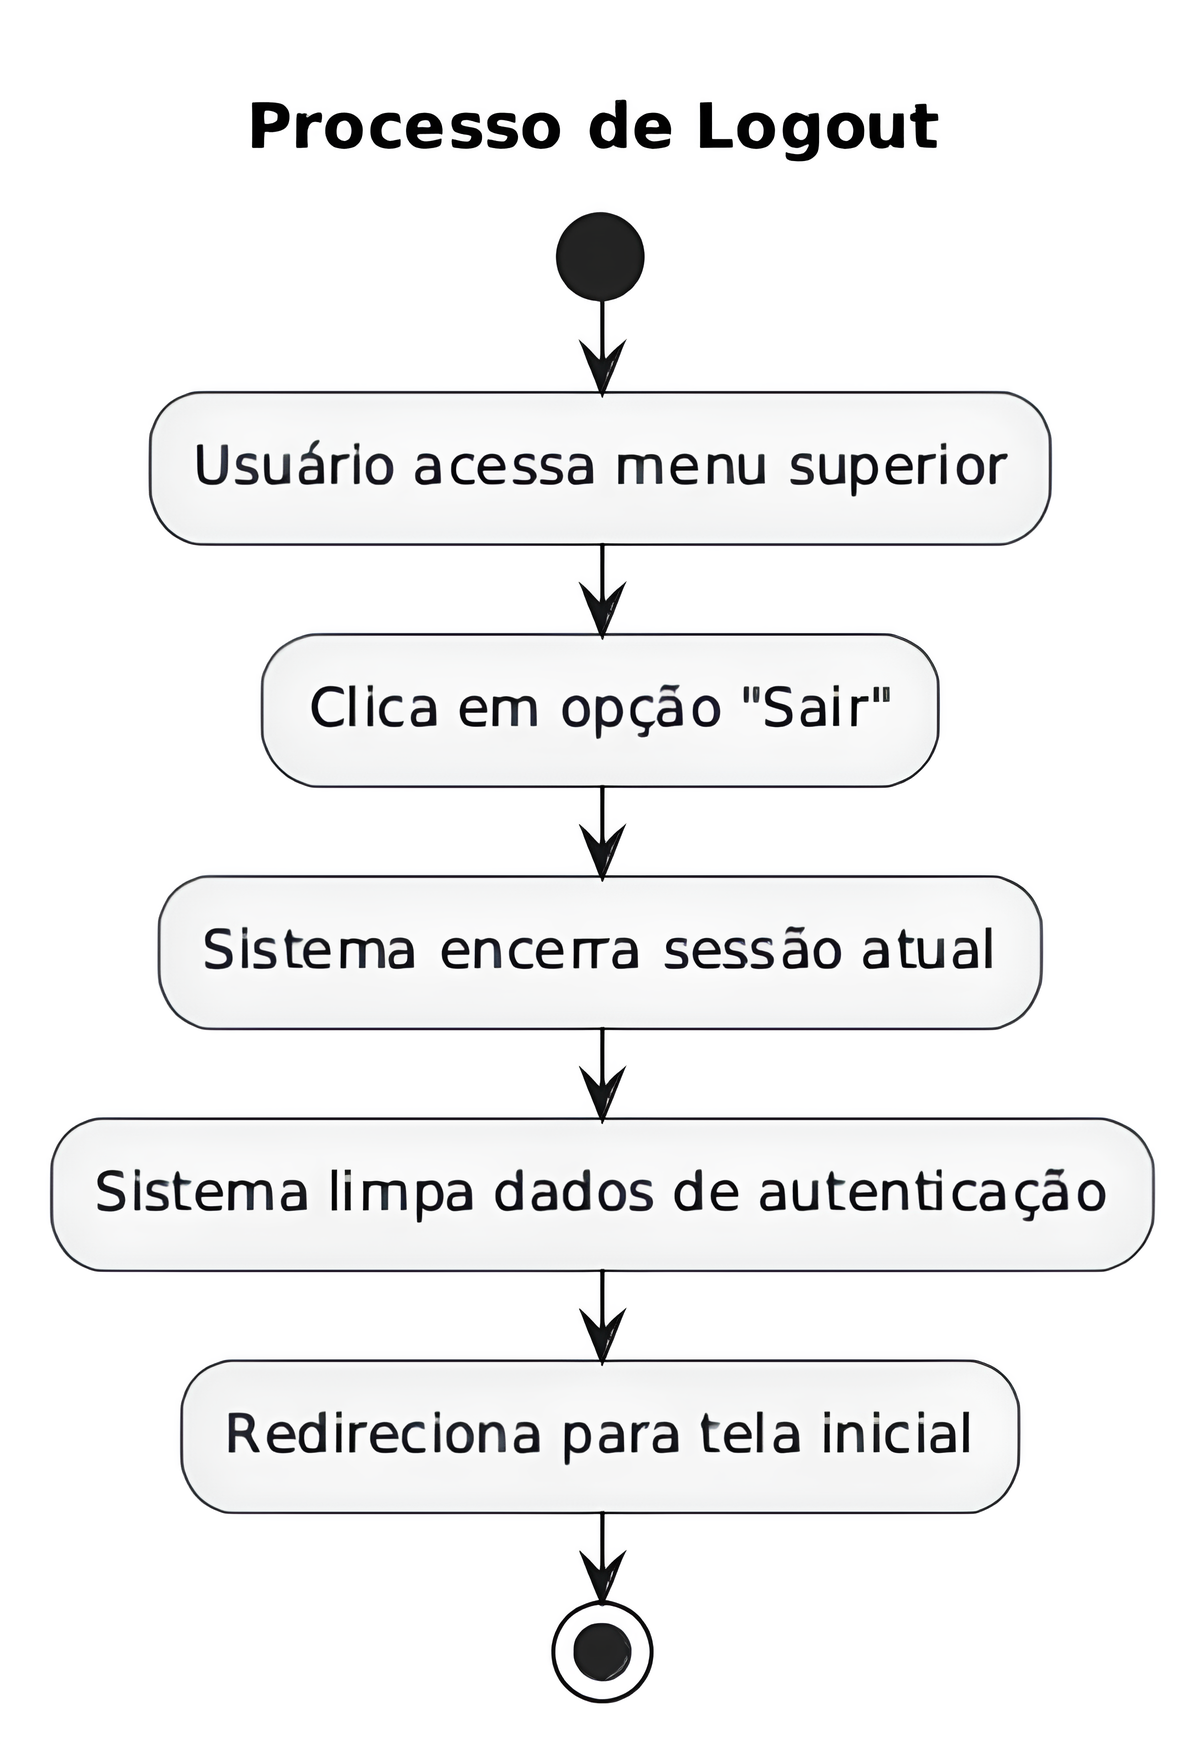 Processo de Logout
Usuário acessa menu superior
Clica em opção "Sair"
Sistema encerra sessão atual
Sistema limpa dados de autenticação
Redireciona para tela inicial